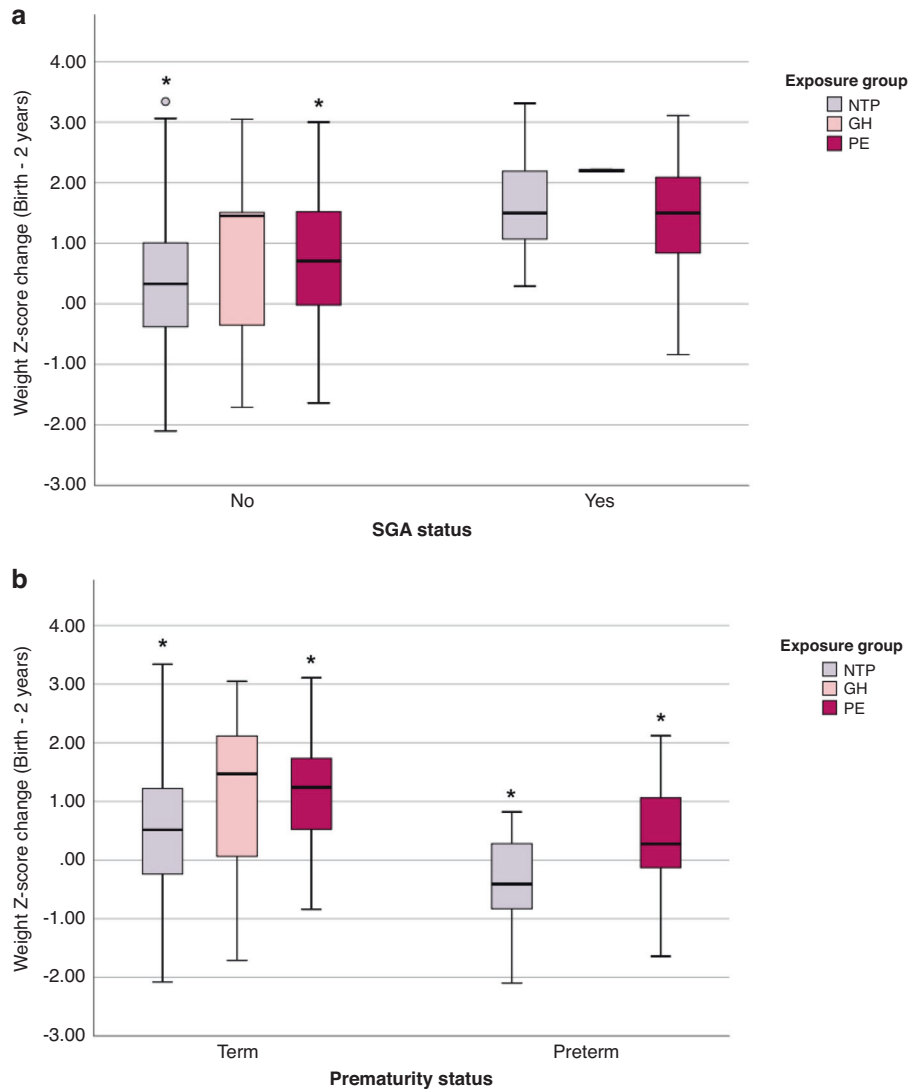 a
Weight Z-score change (Birth - 2 years)
4.00
3.00
2.00
1.00
.00
-1.00
-2.00
-3.00
*
*
No
Yes
SGA status
Exposure group
NTP
GH
PE
b
Weight Z-score change (Birth - 2 years)
4.00
3.00
2.00
1.00
.00
-1.00
-2.00
-3.00
*
*
*
*
Term
Preterm
Prematurity status
Exposure group
NTP
GH
PE